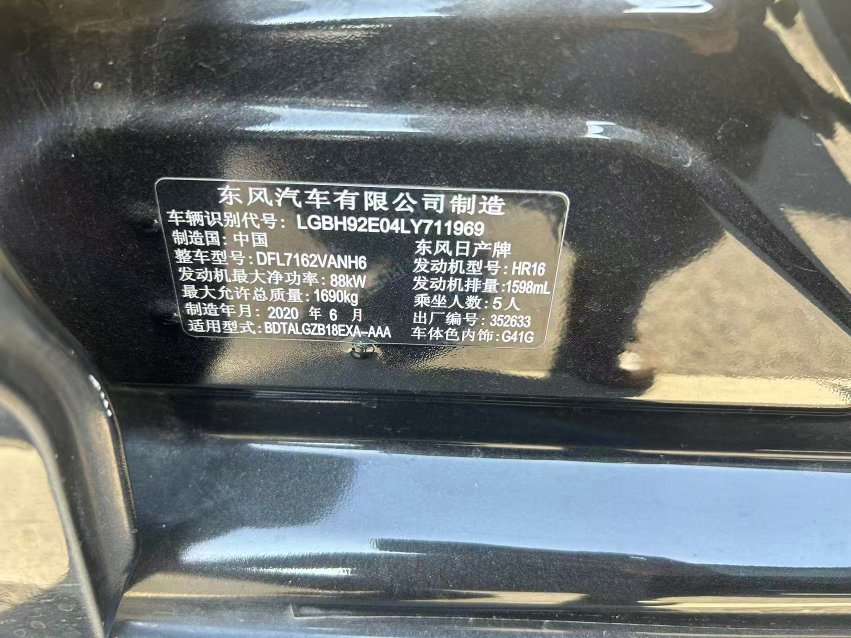 东风汽车有限公司制造
车辆识别代号: LGBH92E04LY711969
制造国: 中国 东风日产牌
整车型号: DFL7162VANH6 发动机型号: HR16
发动机最大净功率: 88kW 发动机排量: 1598mL
最大允许总质量: 1690kg 乘坐人数: 5人
制造年月: 2020 年 6 月 出厂编号: 352633
适用型式: BDTALGZB18EXA-AAA 车体色内饰: G41G